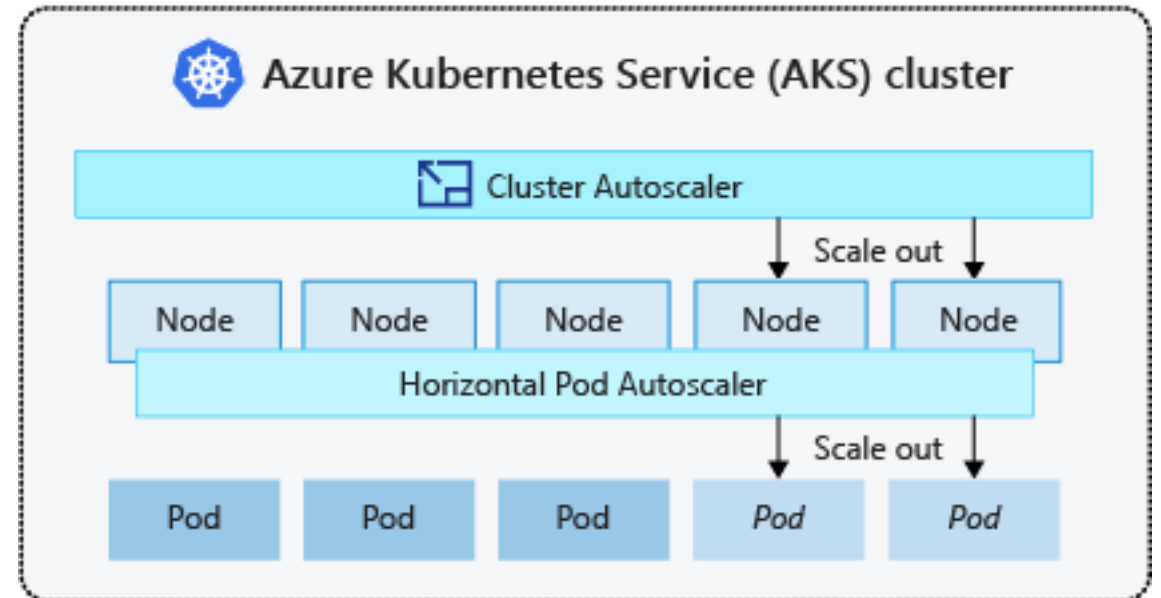 Azure Kubernetes Service (AKS) cluster
Cluster Autoscaler
Scale out
Node Node Node Node Node
Horizontal Pod Autoscaler
Scale out
Pod Pod Pod Pod Pod